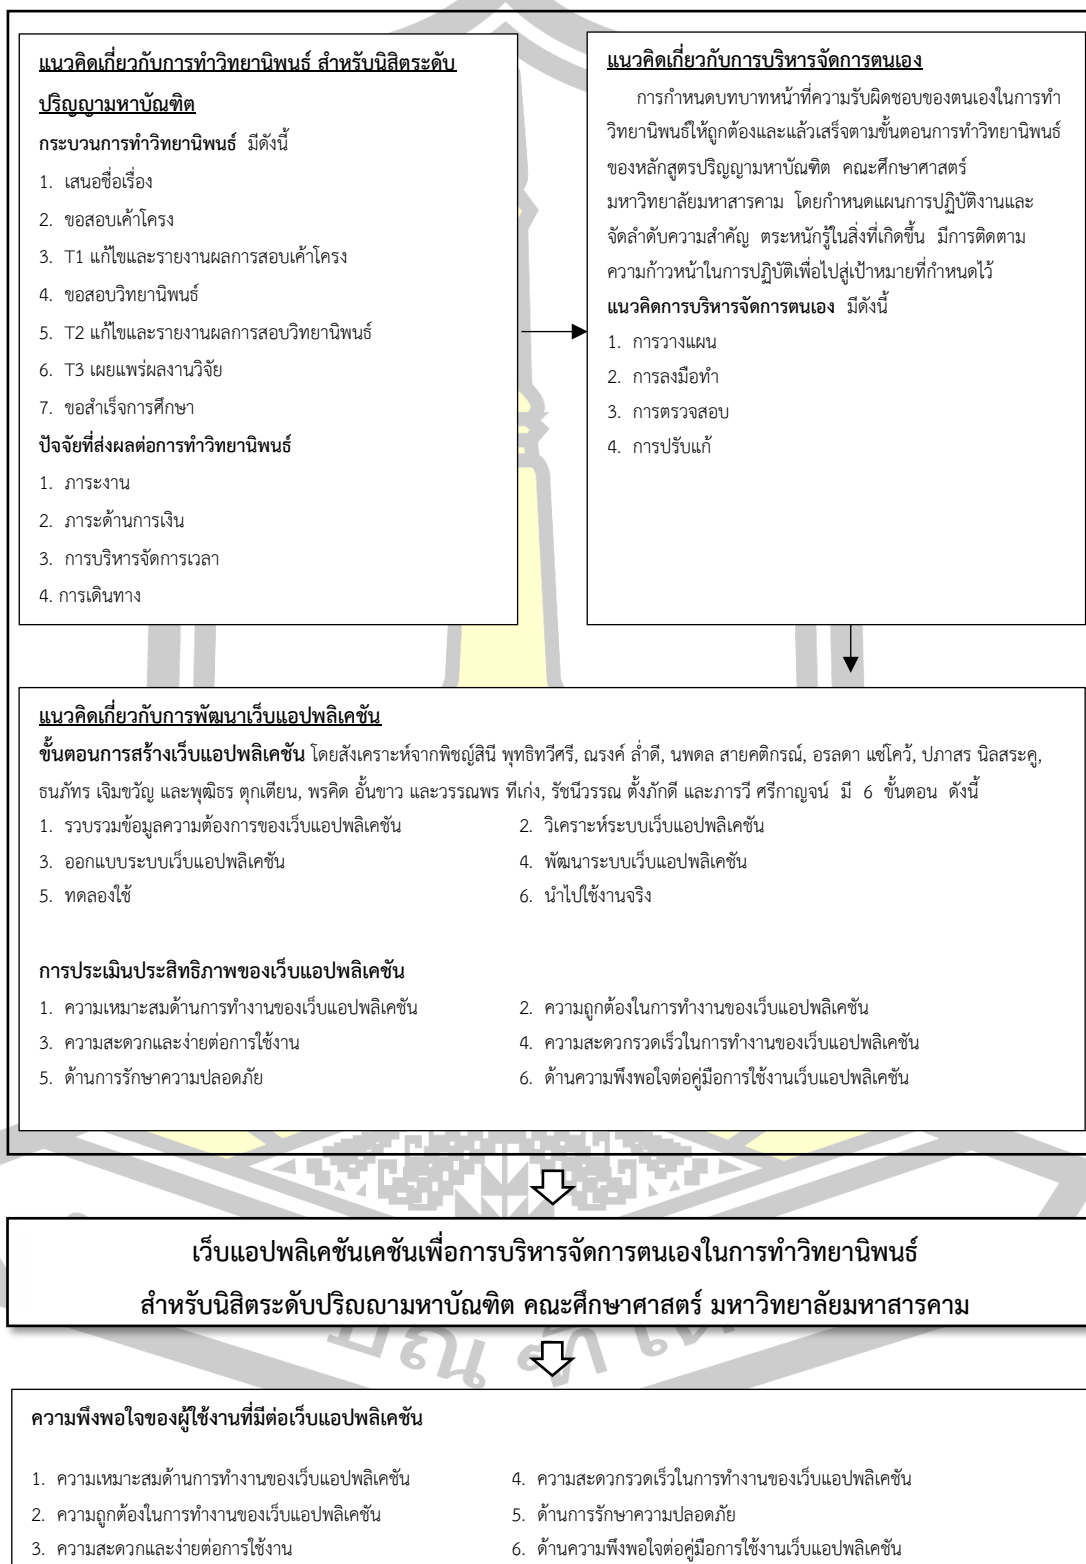 แนวคิดเกี่ยวกับการทำวิทยานิพนธ์ สำหรับนิสิตระดับ
ปริญญามหาบัณฑิต
กระบวนการทำวิทยานิพนธ์ มีดังนี้
1. เสนอชื่อเรื่อง
2. ขอสอบเค้าโครง
3. T1 แก้ไขและรายงานผลการสอบเค้าโครง
4. ขอสอบวิทยานิพนธ์
5. T2 แก้ไขและรายงานผลการสอบวิทยานิพนธ์
6. T3 เผยแพร่ผลงานวิจัย
7. ขอสำเร็จการศึกษา
ปัจจัยที่ส่งผลต่อการทำวิทยานิพนธ์
1. ภาระงาน
2. ภาระด้านการเงิน
3. การบริหารจัดการเวลา
4. การเดินทาง
แนวคิดเกี่ยวกับการบริหารจัดการตนเอง
การกำหนดบทบาทหน้าที่ความรับผิดชอบของตนเองในการทำ
วิทยานิพนธ์ให้ถูกต้องและแล้วเสร็จตามขั้นตอนการทำวิทยานิพนธ์
ของหลักสูตรปริญญามหาบัณฑิต คณะศึกษาศาสตร์
มหาวิทยาลัยมหาสารคาม โดยกำหนดแผนการปฏิบัติงานและ
จัดลำดับความสำคัญ ตระหนักรู้ในสิ่งที่เกิดขึ้น มีการติดตาม
ความก้าวหน้าในการปฏิบัติเพื่อไปสู่เป้าหมายที่กำหนดไว้
แนวคิดการบริหารจัดการตนเอง มีดังนี้
1. การวางแผน
2. การลงมือทำ
3. การตรวจสอบ
4. การปรับแก้
แนวคิดเกี่ยวกับการพัฒนาเว็บแอปพลิเคชัน
ขั้นตอนการสร้างเว็บแอปพลิเคชัน โดยสังเคราะห์จากพิชญ์สินี พุทธิทวีศรี, ณรงค์ ล่ำดี, นพดล สายคติกรณ์, อรลดา แซ่โคว้, ปภาสร นิลสระคู,
ธนภัทร เจิมขวัญ และพุฒิธร ตุกเตียน, พรคิด อั้นขาว และวรรณพร ทีเก่ง, รัชนีวรรณ ตั้งภักดี และภารวี ศรีกาญจน์ มี 6 ขั้นตอน ดังนี้
1. รวบรวมข้อมูลความต้องการของเว็บแอปพลิเคชัน 2. วิเคราะห์ระบบเว็บแอปพลิเคชัน
3. ออกแบบระบบเว็บแอปพลิเคชัน 4. พัฒนาระบบเว็บแอปพลิเคชัน
5. ทดลองใช้ 6. นำไปใช้งานจริง
การประเมินประสิทธิภาพของเว็บแอปพลิเคชัน
1. ความเหมาะสมด้านการทำงานของเว็บแอปพลิเคชัน 2. ความถูกต้องในการทำงานของเว็บแอปพลิเคชัน
3. ความสะดวกและง่ายต่อการใช้งาน 4. ความสะดวกรวดเร็วในการทำงานของเว็บแอปพลิเคชัน
5. ด้านการรักษาความปลอดภัย 6. ด้านความพึงพอใจต่อคู่มือการใช้งานเว็บแอปพลิเคชัน
เว็บแอปพลิเคชันเคชันเพื่อการบริหารจัดการตนเองในการทำวิทยานิพนธ์
สำหรับนิสิตระดับปริญญามหาบัณฑิต คณะศึกษาศาสตร์ มหาวิทยาลัยมหาสารคาม
ความพึงพอใจของผู้ใช้งานที่มีต่อเว็บแอปพลิเคชัน
1. ความเหมาะสมด้านการทำงานของเว็บแอปพลิเคชัน 4. ความสะดวกรวดเร็วในการทำงานของเว็บแอปพลิเคชัน
2. ความถูกต้องในการทำงานของเว็บแอปพลิเคชัน 5. ด้านการรักษาความปลอดภัย
3. ความสะดวกและง่ายต่อการใช้งาน 6. ด้านความพึงพอใจต่อคู่มือการใช้งานเว็บแอปพลิเคชัน